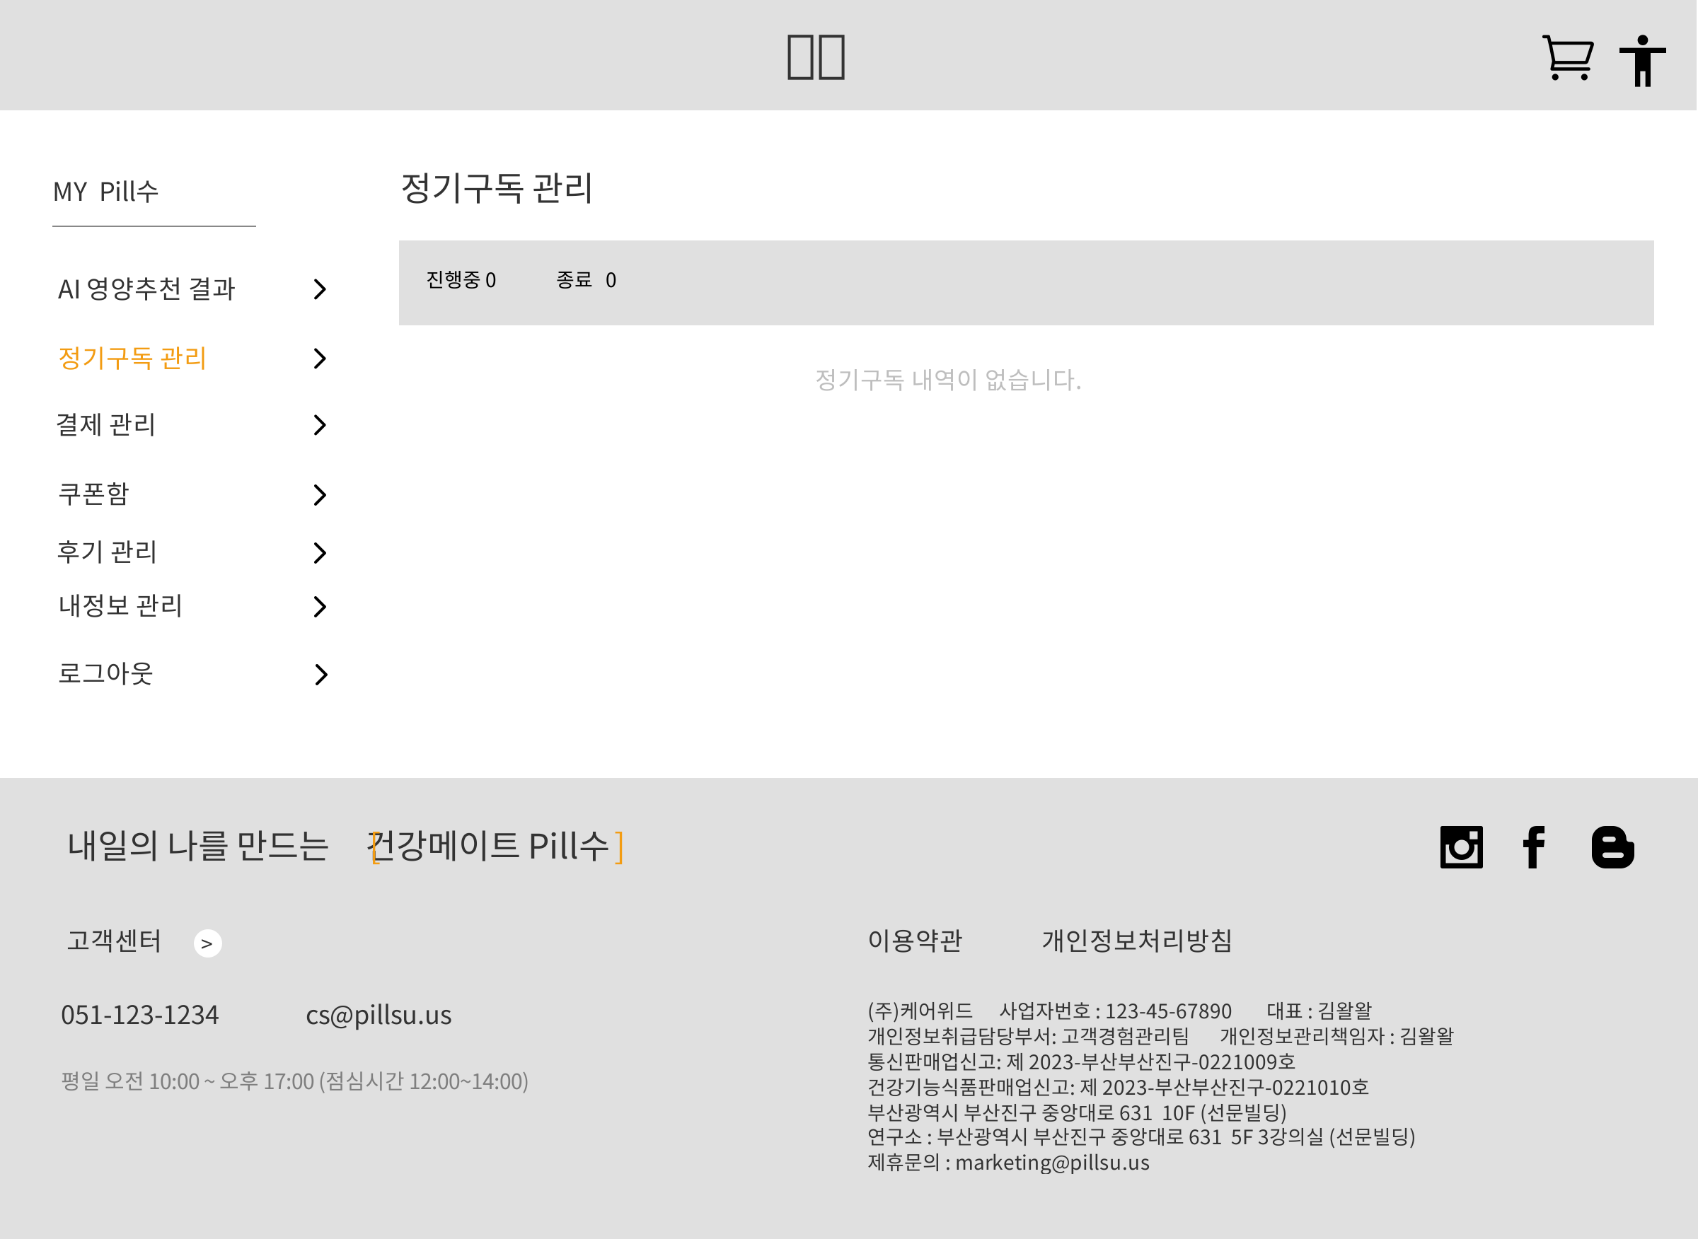 MY Pill수
AI 영양추천 결과
정기구독 관리
결제 관리
쿠폰함
후기 관리
내정보 관리
로그아웃
정기구독 관리
진행중 0 종료 0
정기구독 내역이 없습니다.
내일의 나를 만드는 [건강메이트 Pill수 ]
고객센터 >
051-123-1234 cs@pillsu.us
평일 오전 10:00 ~ 오후 17:00 (점심시간 12:00~14:00)
이용약관 개인정보처리방침
(주)케어위드 사업자번호 : 123-45-67890 대표 : 김왈왈
개인정보취급담당부서: 고객경험관리팀 개인정보관리책임자 : 김왈왈
통신판매업신고: 제 2023-부산부산진구-0221009호
건강기능식품판매업신고: 제 2023-부산부산진구-0221010호
부산광역시 부산진구 중앙대로 631 10F (선문빌딩)
연구소 : 부산광역시 부산진구 중앙대로 631 5F 3강의실 (선문빌딩)
제휴문의 : marketing@pillsu.us